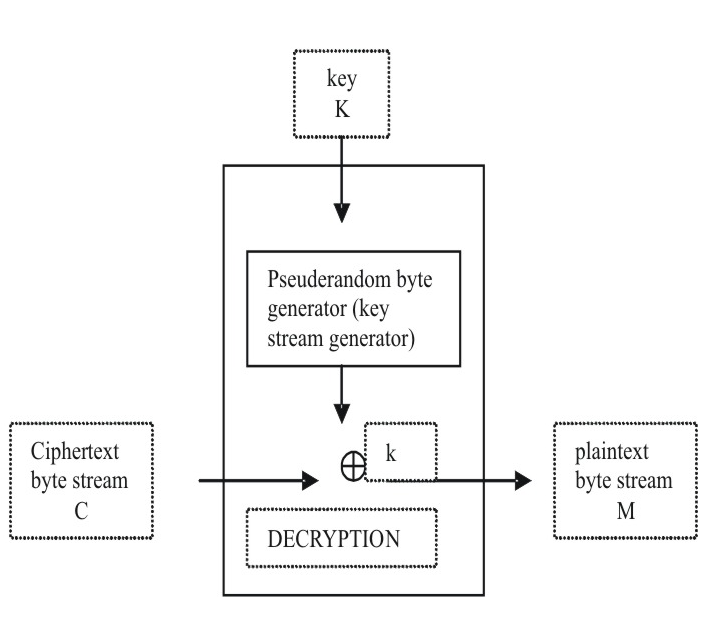 key
K
Pseuderandom byte
generator (key
stream generator)
k
Ciphertext
byte stream
C
plaintext
byte stream
M
DECRYPTION